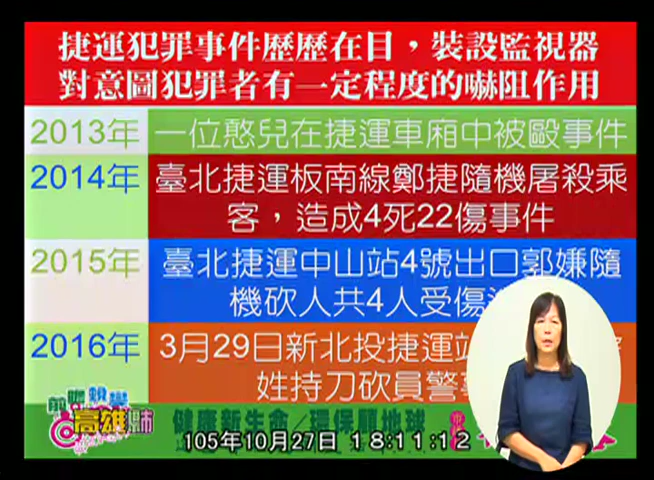 捷運犯罪事件歷歷在目，裝設監視器
對意圖犯罪者有一定程度的嚇阻作用
2013年 一位憨兒在捷運車廂中被毆事件
2014年 臺北捷運板南線鄭捷隨機屠殺乘
客，造成4死22傷事件
2015年 臺北捷運中山站4號出口郭嫌隨
機砍人共4人受傷
2016年 3月29日新北投捷運站
姓持刀砍員警
高雄
健康新生命/環保顧地球
105年10月27日 18:11:12